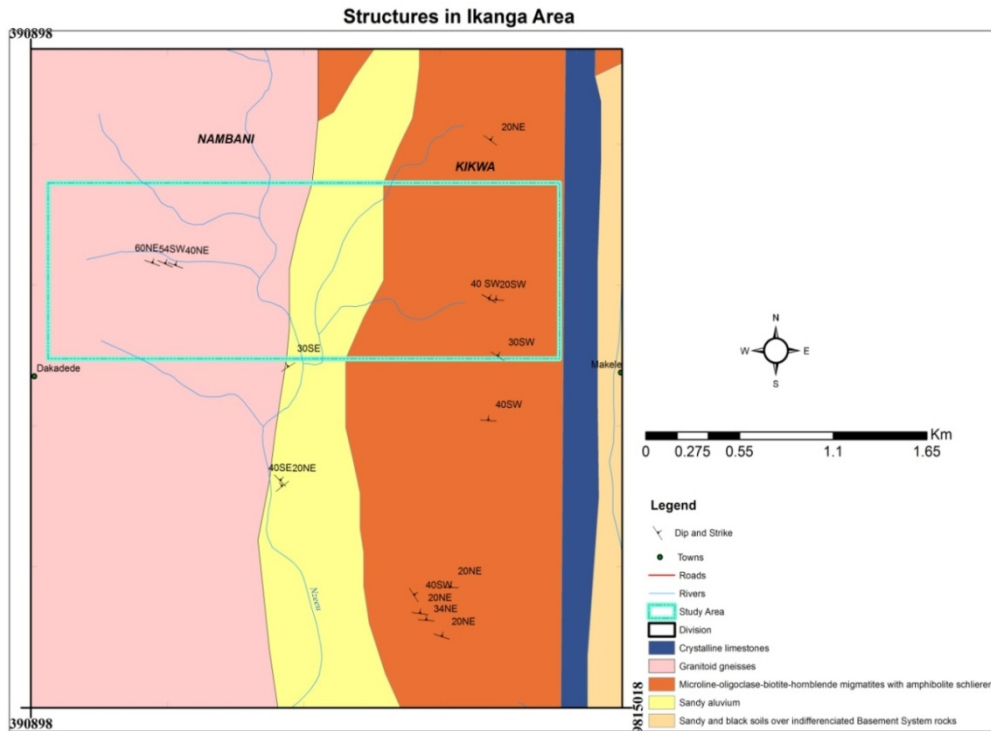 Structures in Ikanga Area
390898
390898
NAMBANI
20NE
KIKWA
60NE54SW40NE
40 SW20SW
30SE
30SW
Dakadede
Makele
40SW
40SE20NE
20NE
40SW
20NE
34NE
20NE
Nzeeu
390898
9815018
N
W E
S
Km
0 0.275 0.55 1.1 1.65
Legend
Dip and Strike
Towns
Roads
Rivers
Study Area
Division
Crystalline limestones
Granitoid gneisses
Microline-oligoclase-biotite-hornblende migmatites with amphibolite schlieren
Sandy aluvium
Sandy and black soils over indifferenciated Basement System rocks